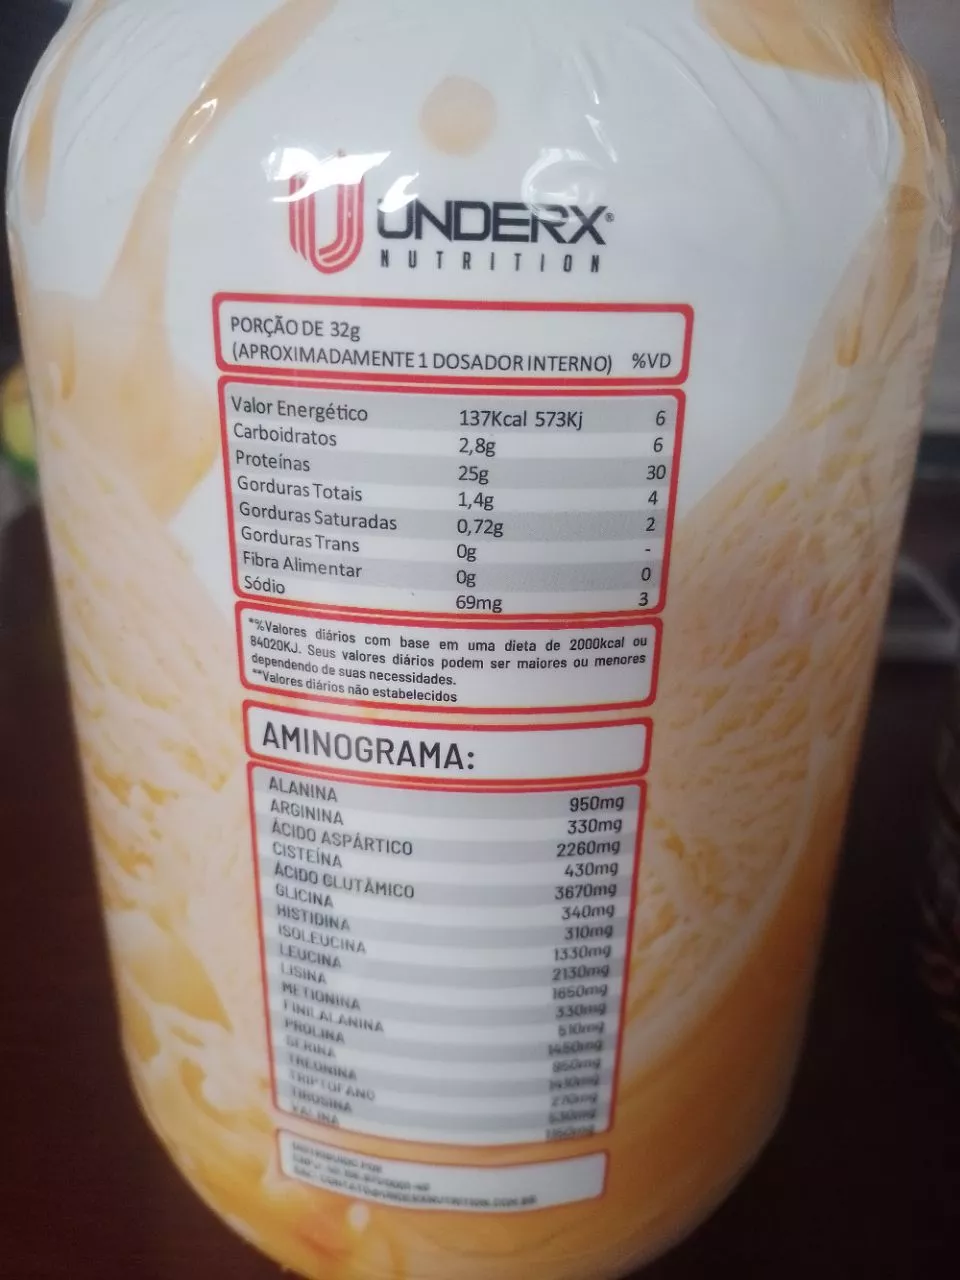 UNDERX®
NUTRITION
PORÇÃO DE 32g
(APROXIMADAMENTE 1 DOSADOR INTERNO) %VD
Valor Energético 137Kcal 573Kj 6
Carboidratos 2,8g 6
Proteínas 25g 30
Gorduras Totais 1,4g 4
Gorduras Saturadas 0,72g 2
Gorduras Trans 0g -
Fibra Alimentar 0g 0
Sódio 69mg 3
*%Valores diários com base em uma dieta de 2000kcal ou
84020KJ. Seus valores diários podem ser maiores ou menores
dependendo de suas necessidades.
**Valores diários não estabelecidos
AMINOGRAMA:
ALANINA 950mg
ARGININA 330mg
ÁCIDO ASPÁRTICO 2260mg
CISTEÍNA 430mg
ÁCIDO GLUTÂMICO 3670mg
GLICINA 340mg
HISTIDINA 310mg
ISOLEUCINA 1330mg
LEUCINA 2130mg
LISINA 1650mg
METIONINA 330mg
FINILALANINA 510mg
PROLINA 1450mg
SERINA 950mg
TREONINA
TRIPTOFANO 270mg
TIROSINA 530mg
VALINA
DISTRIBUIDO POR